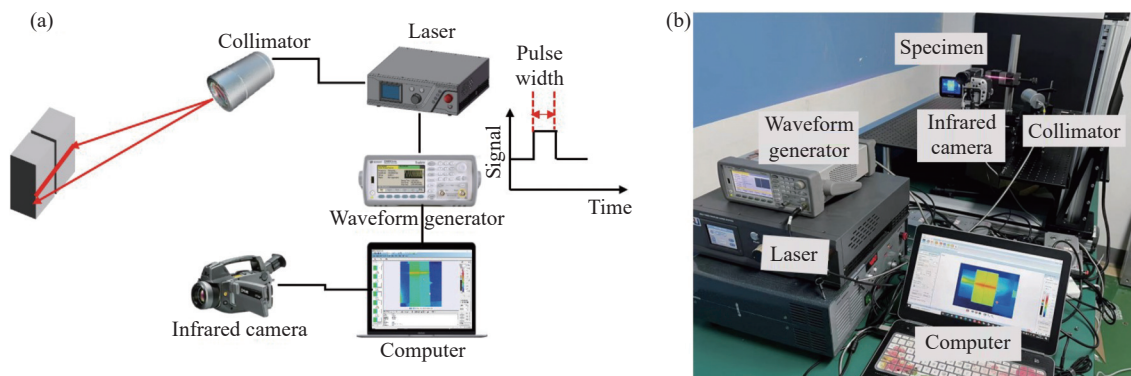 (a)
Collimator
Laser
Pulse
width
Signal
Time
Waveform generator
Infrared camera
Computer
(b)
Specimen
Waveform
generator
Infrared
camera
Collimator
Laser
Computer